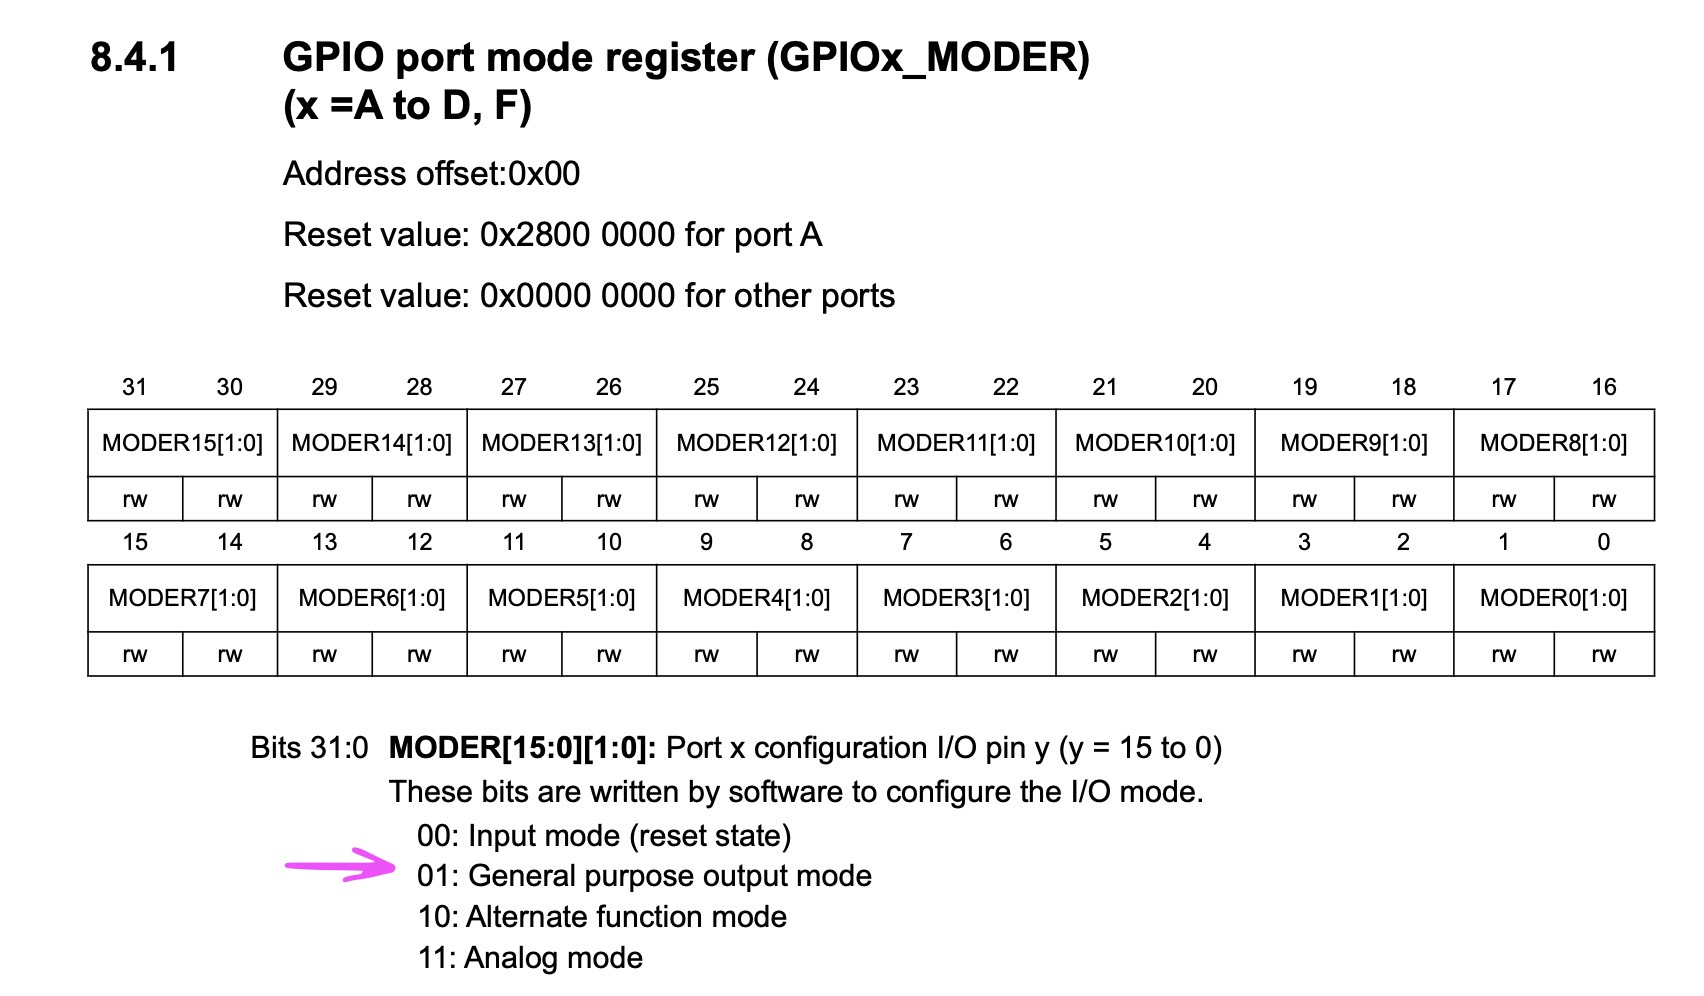 8.4.1 GPIO port mode register (GPIOx_MODER)
(x =A to D, F)
Address offset:0x00
Reset value: 0x2800 0000 for port A
Reset value: 0x0000 0000 for other ports
31 30 29 28 27 26 25 24 23 22 21 20 19 18 17 16
MODER15[1:0] MODER14[1:0] MODER13[1:0] MODER12[1:0] MODER11[1:0] MODER10[1:0] MODER9[1:0] MODER8[1:0]
rw rw rw rw rw rw rw rw rw rw rw rw rw rw rw rw
15 14 13 12 11 10 9 8 7 6 5 4 3 2 1 0
MODER7[1:0] MODER6[1:0] MODER5[1:0] MODER4[1:0] MODER3[1:0] MODER2[1:0] MODER1[1:0] MODER0[1:0]
rw rw rw rw rw rw rw rw rw rw rw rw rw rw rw rw
Bits 31:0 MODER[15:0][1:0]: Port x configuration I/O pin y (y = 15 to 0)
These bits are written by software to configure the I/O mode.
00: Input mode (reset state)
01: General purpose output mode
10: Alternate function mode
11: Analog mode